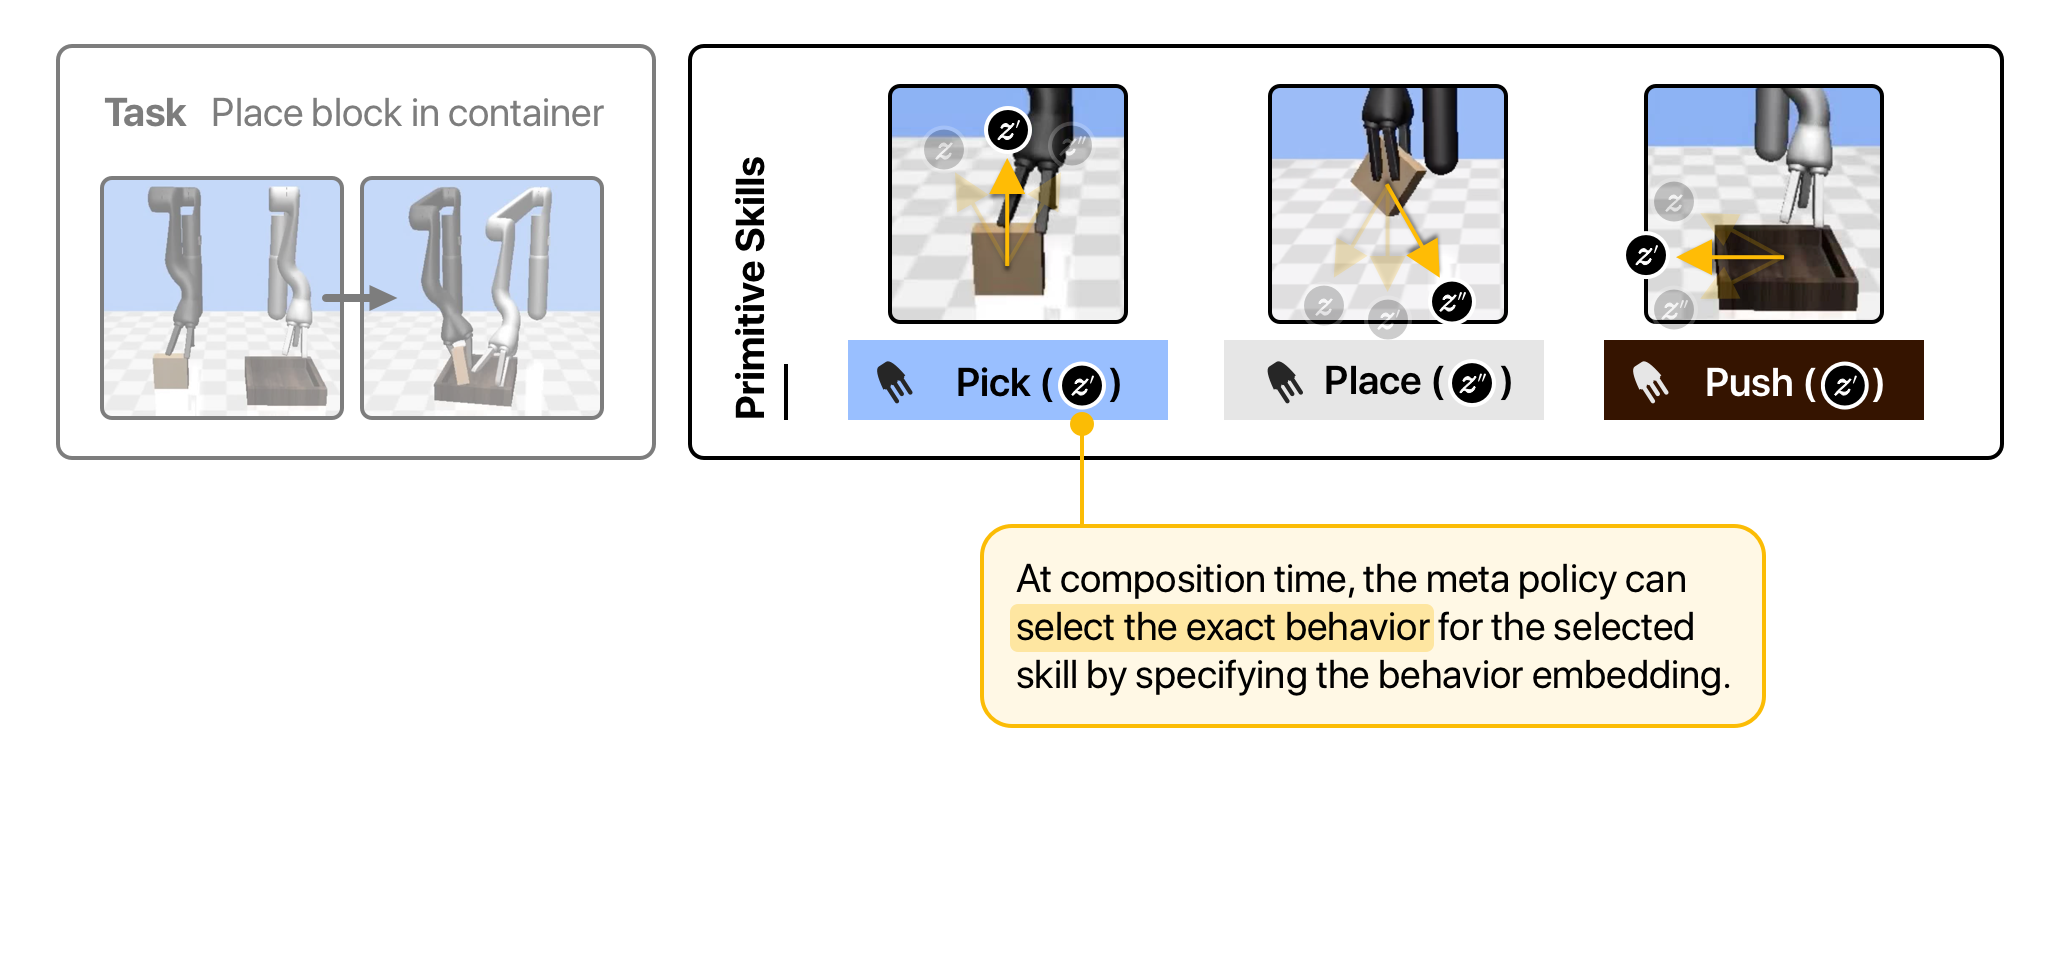 Task Place block in container
Primitive Skills
z z′ z″
z z′ z″
z z′ z″
Pick ( z′ )
Place ( z″ )
Push ( z′ )
At composition time, the meta policy can
select the exact behavior for the selected
skill by specifying the behavior embedding.